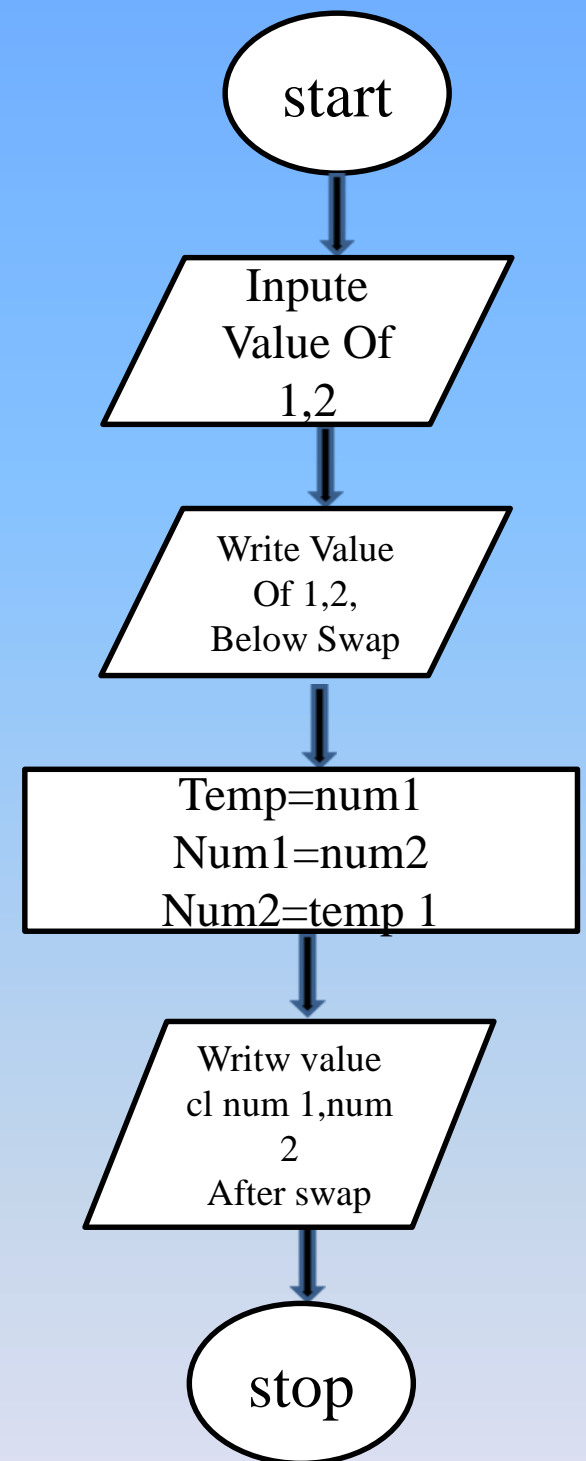 start
Inpute
Value Of
1,2
Write Value
Of 1,2,
Below Swap
Temp=num1
Num1=num2
Num2=temp 1
Writw value
cl num 1,num
2
After swap
stop